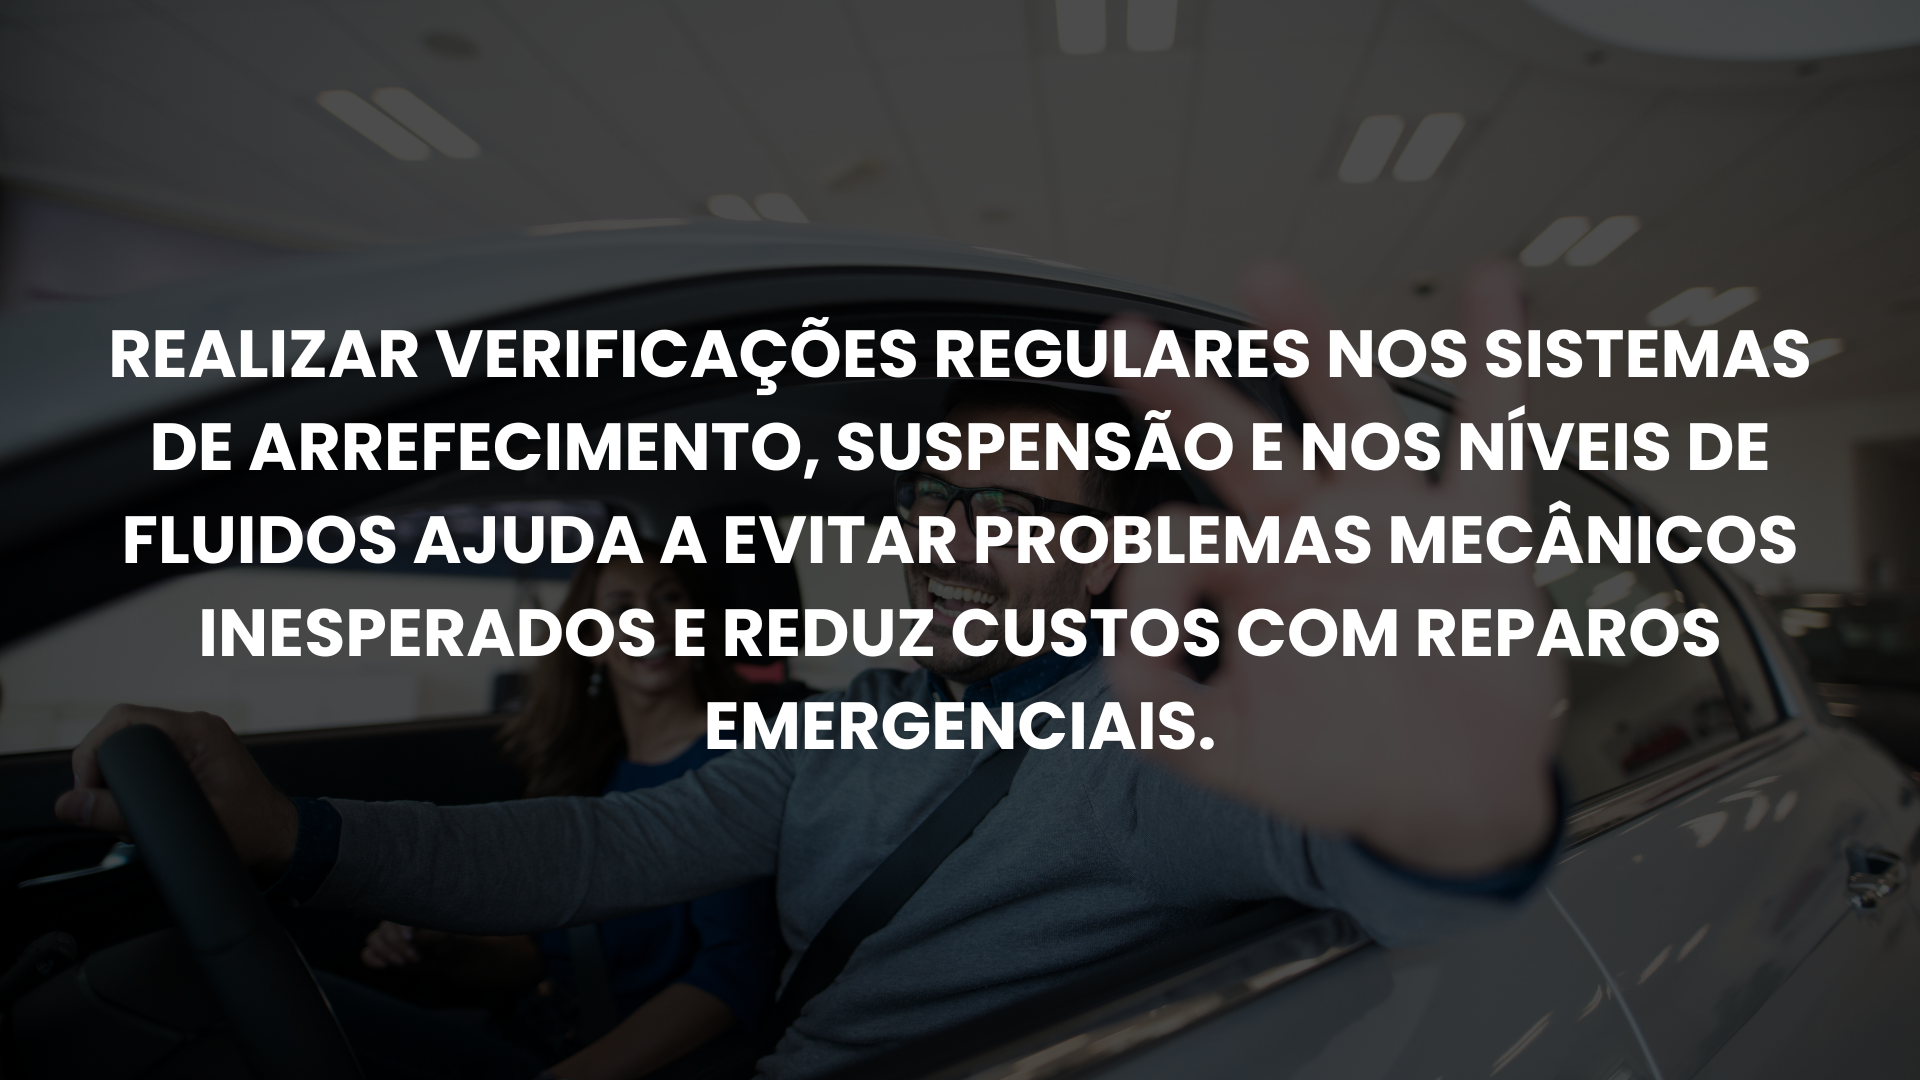 REALIZAR VERIFICAÇÕES REGULARES NOS SISTEMAS
DE ARREFECIMENTO, SUSPENSÃO E NOS NÍVEIS DE
FLUIDOS AJUDA A EVITAR PROBLEMAS MECÂNICOS
INESPERADOS E REDUZ CUSTOS COM REPAROS
EMERGENCIAIS.